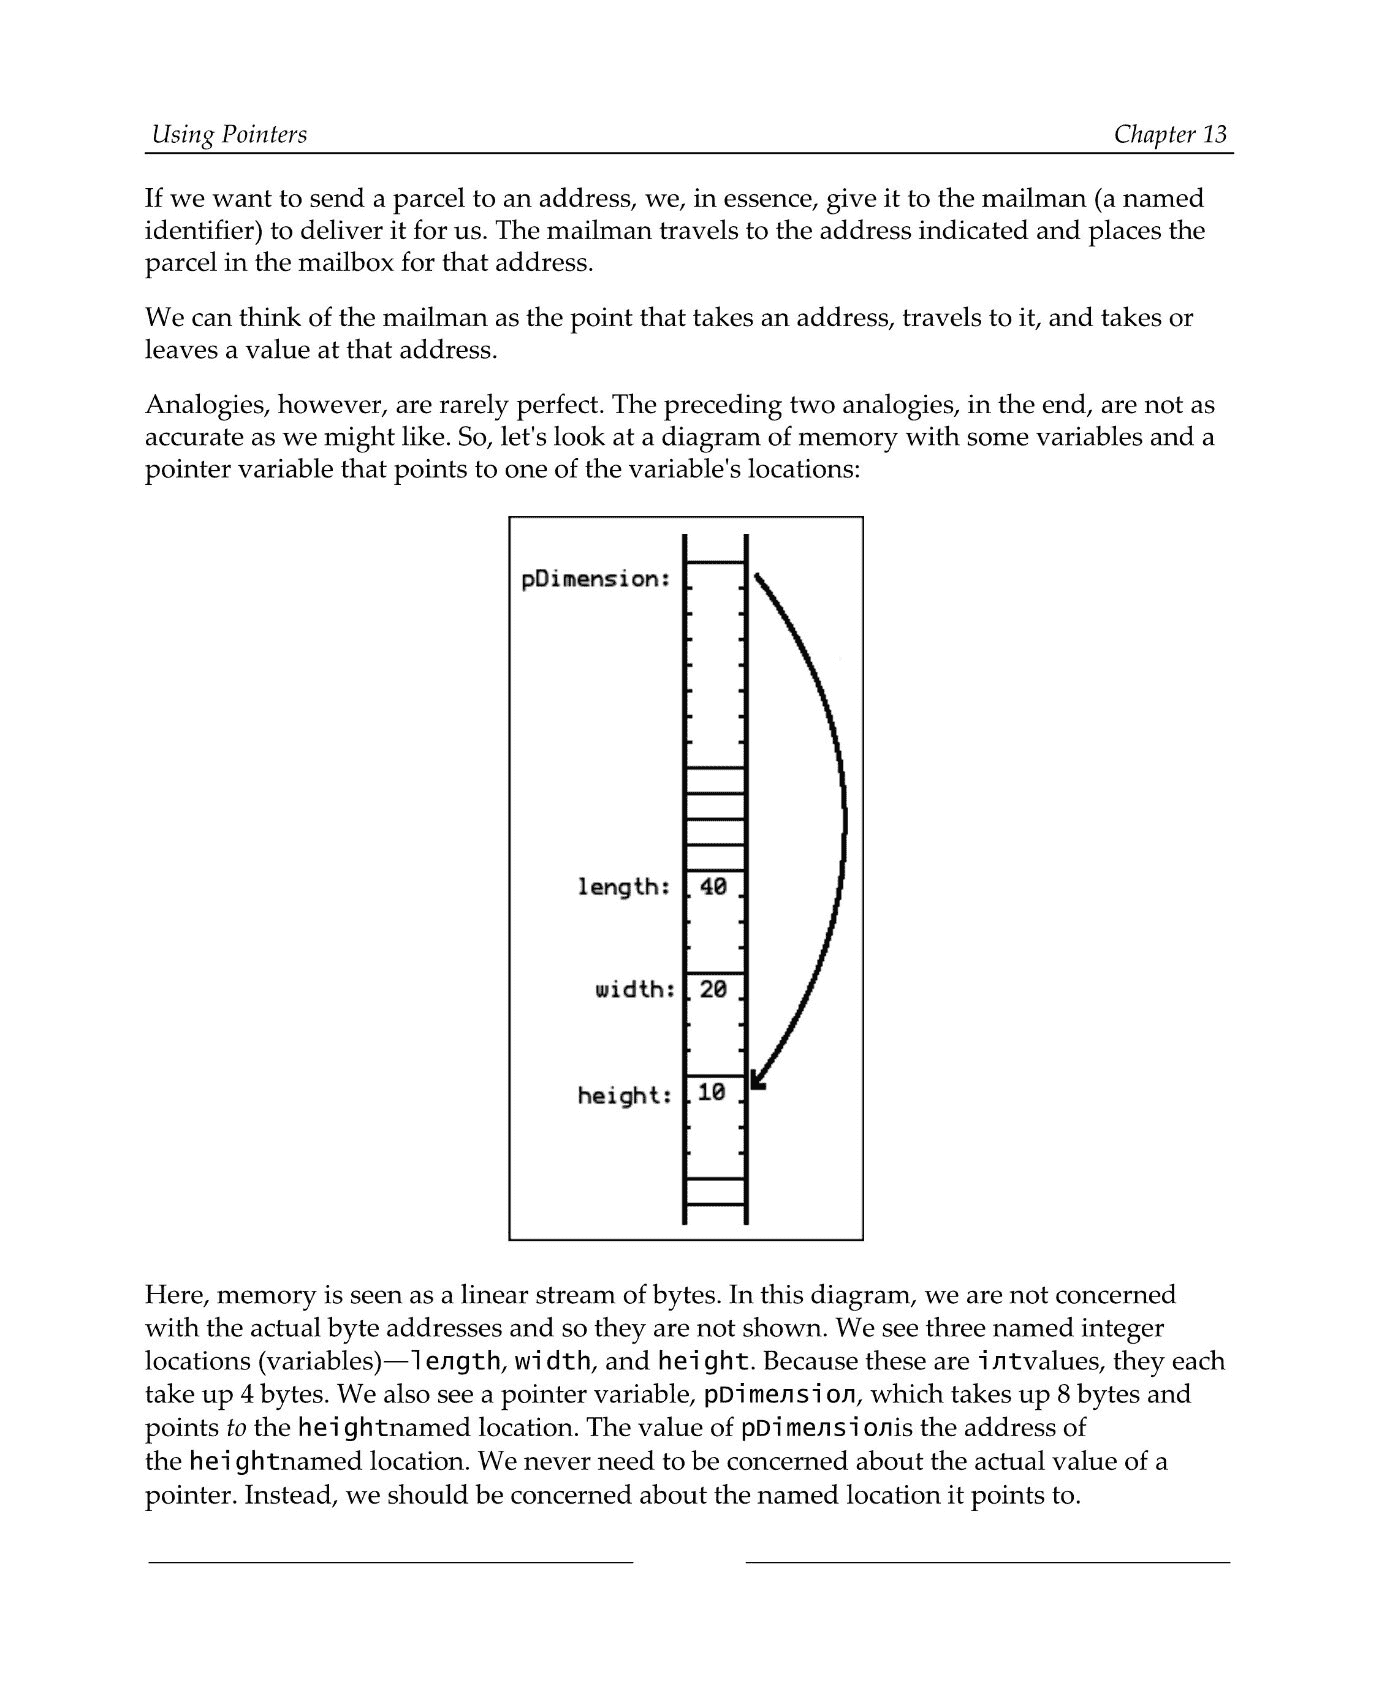 Using Pointers Chapter 13
If we want to send a parcel to an address, we, in essence, give it to the mailman (a named
identifier) to deliver it for us. The mailman travels to the address indicated and places the
parcel in the mailbox for that address.
We can think of the mailman as the point that takes an address, travels to it, and takes or
leaves a value at that address.
Analogies, however, are rarely perfect. The preceding two analogies, in the end, are not as
accurate as we might like. So, let's look at a diagram of memory with some variables and a
pointer variable that points to one of the variable's locations:
pDimension:
length: 40
width: 20
height: 10
Here, memory is seen as a linear stream of bytes. In this diagram, we are not concerned
with the actual byte addresses and so they are not shown. We see three named integer
locations (variables)—length, width, and height. Because these are intvalues, they each
take up 4 bytes. We also see a pointer variable, pDimension, which takes up 8 bytes and
points to the heightnamed location. The value of pDimensionis the address of
the heightnamed location. We never need to be concerned about the actual value of a
pointer. Instead, we should be concerned about the named location it points to.